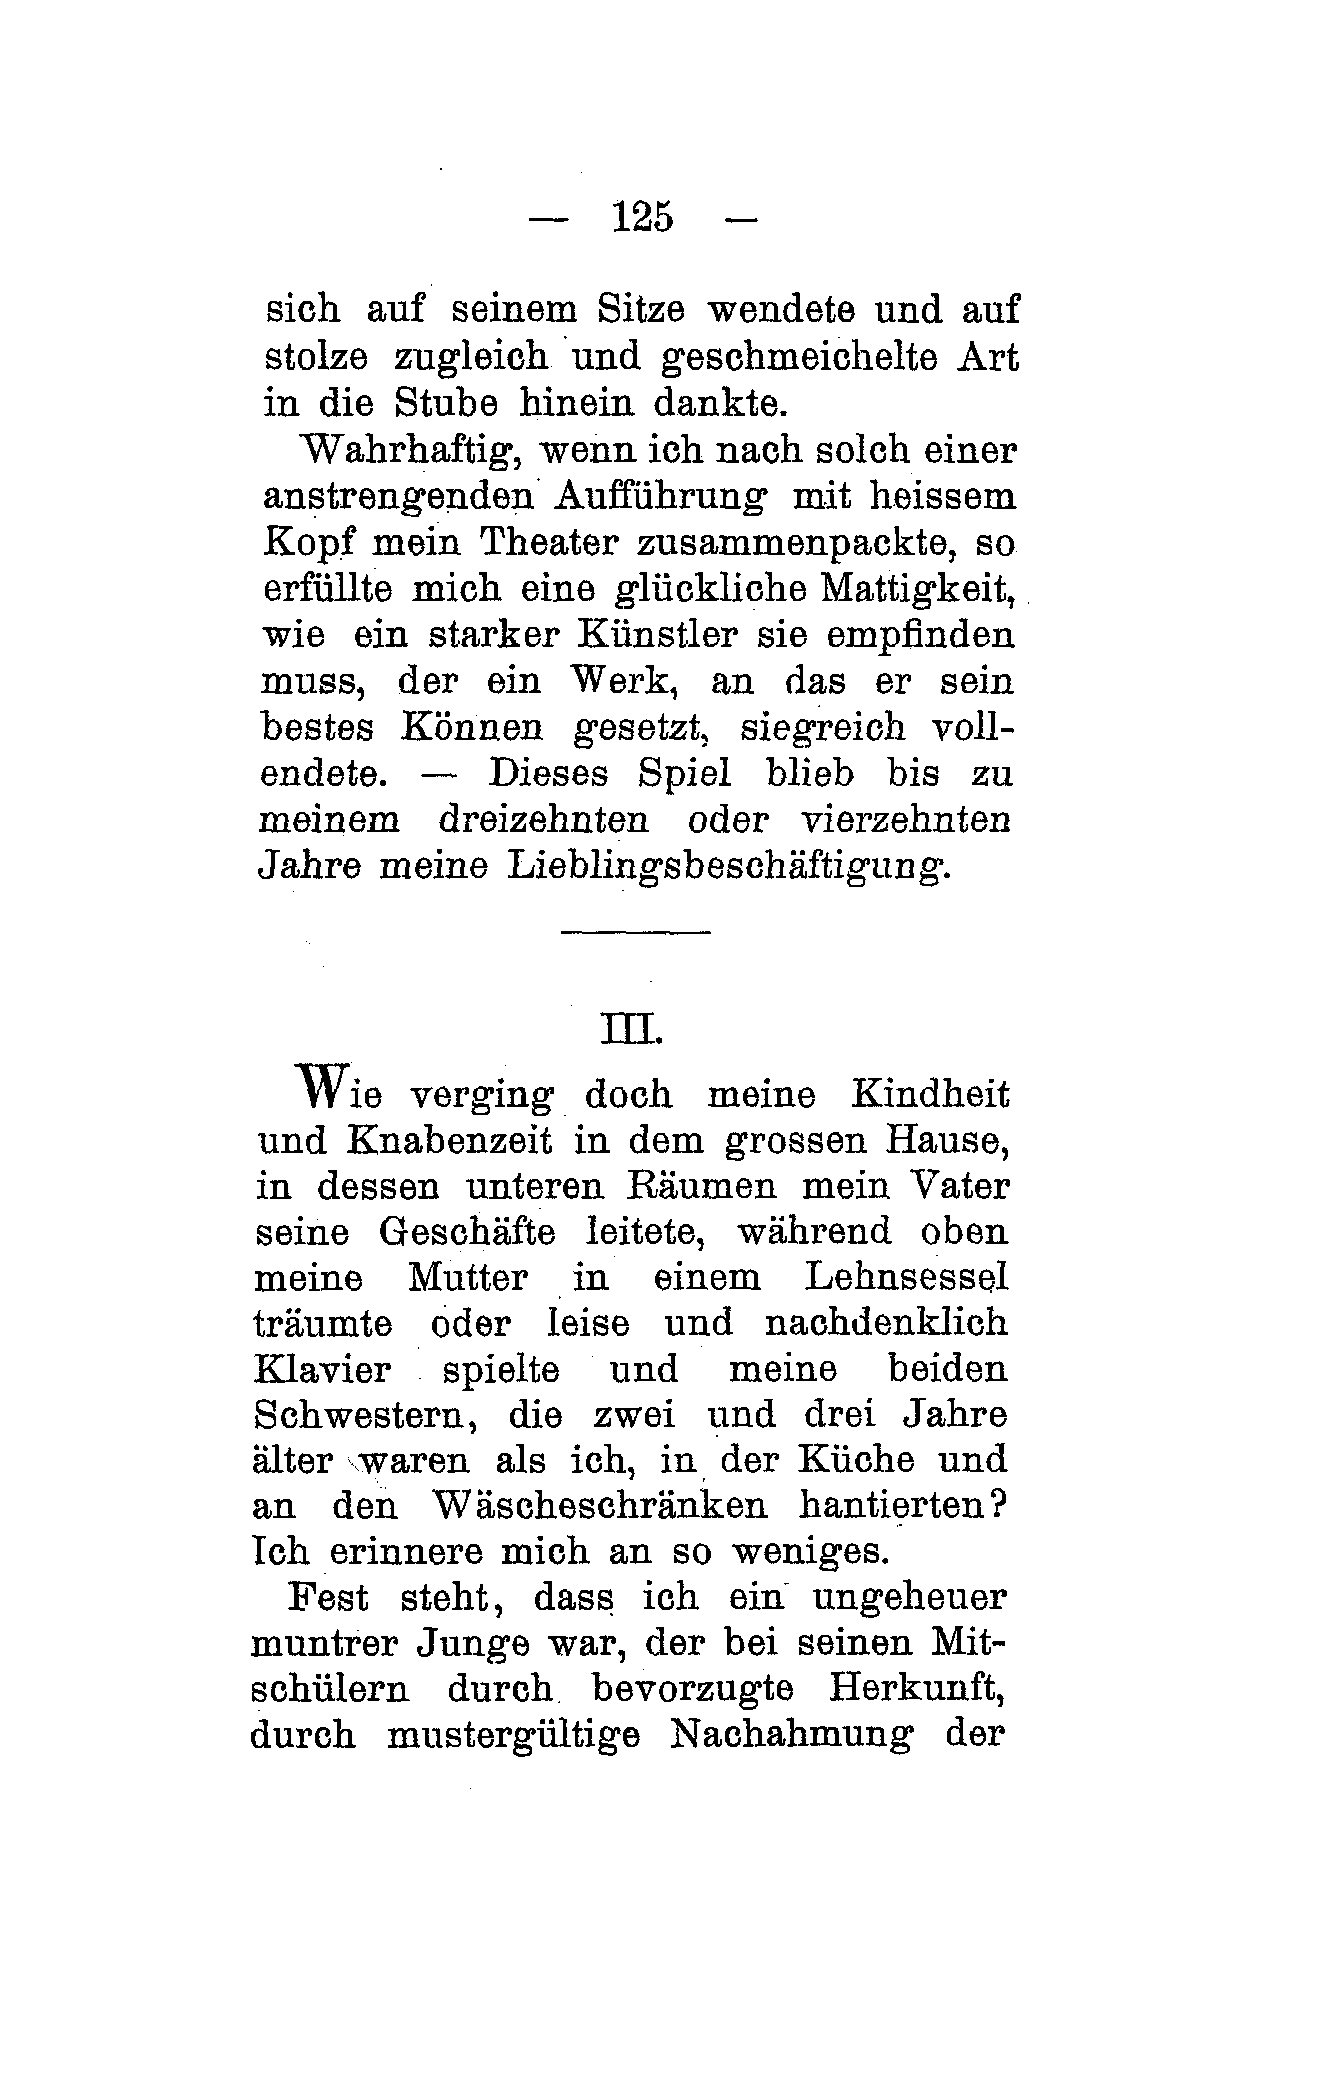 — 125 —
sich auf seinem Sitze wendete und auf
stolze zugleich und geschmeichelte Art
in die Stube hinein dankte.
Wahrhaftig, wenn ich nach solch einer
anstrengenden Aufführung mit heissem
Kopf mein Theater zusammenpackte, so
erfüllte mich eine glückliche Mattigkeit,
wie ein starker Künstler sie empfinden
muss, der ein Werk, an das er sein
bestes Können gesetzt, siegreich voll-
endete. — Dieses Spiel blieb bis zu
meinem dreizehnten oder vierzehnten
Jahre meine Lieblingsbeschäftigung.
III.
Wie verging doch meine Kindheit
und Knabenzeit in dem grossen Hause,
in dessen unteren Räumen mein Vater
seine Geschäfte leitete, während oben
meine Mutter in einem Lehnsessel
träumte oder leise und nachdenklich
Klavier spielte und meine beiden
Schwestern, die zwei und drei Jahre
älter waren als ich, in der Küche und
an den Wäscheschränken hantierten?
Ich erinnere mich an so weniges.
Fest steht, dass ich ein ungeheuer
muntrer Junge war, der bei seinen Mit-
schülern durch bevorzugte Herkunft,
durch mustergültige Nachahmung der